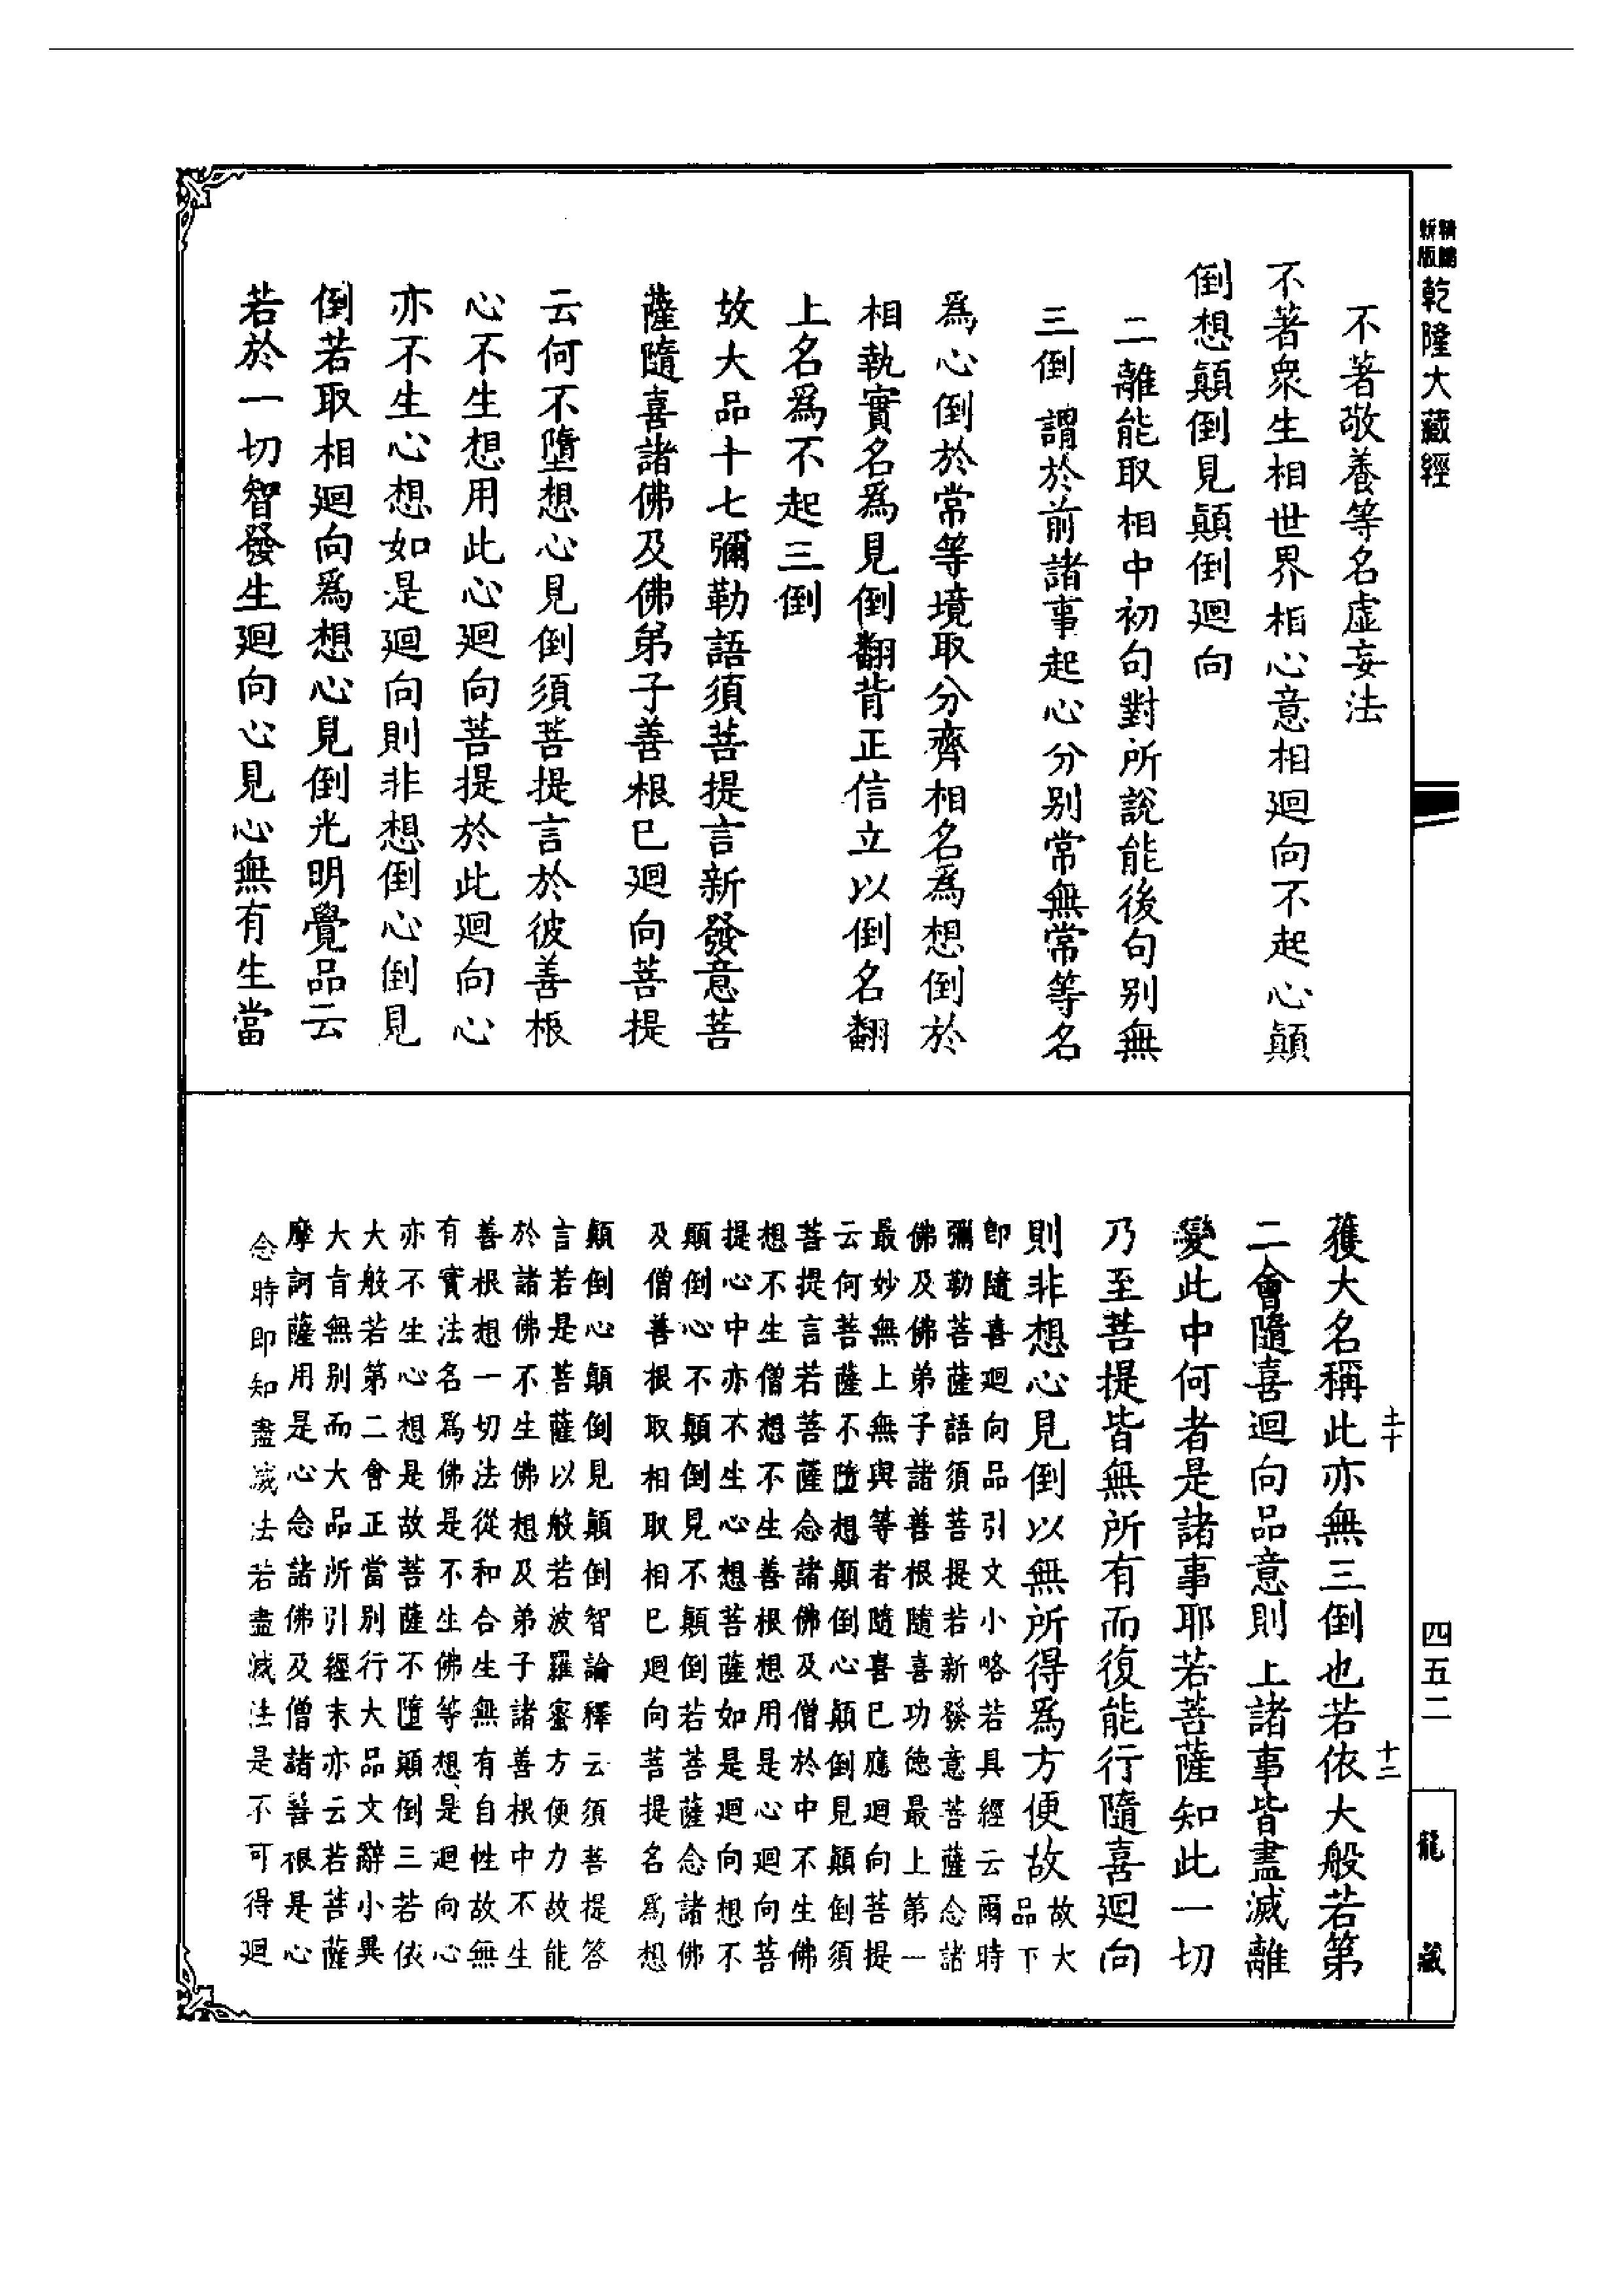 新版
乾隆大藏經
四五二
龍藏
不著敬養等名虛妄法
不著衆生相世界相心意相迴向不起心顛
倒想顛倒見顛倒迴向
二離能取相中初句對所說能後句別無
三倒謂於前諸事起心分別常無常等名
爲心倒於常等境取分齊相名爲想倒於
相執實名爲見倒翻背正信立以倒名翻
上名爲不起三倒
故大品十七彌勒語須菩提言新發意菩
薩隨喜諸佛及佛弟子善根已迴向菩提
云何不墮想心見倒須菩提言於彼善根
心不生想用此心迴向菩提於此迴向心
亦不生心想如是迴向則非想倒心倒見
倒若取相迴向爲想心見倒光明覺品云
若於一切智發生迴向心見心無有生當
獲大名稱此亦無三倒也若依大般若第
二會隨喜迴向品意則上諸事皆盡滅離
變此中何者是諸事耶若菩薩知此一切
乃至菩提皆無所有而復能行隨喜迴向
則非想心見倒以無所得爲方便故故大
品下
即隨喜迴向品引文小略若具經云爾時
彌勒菩薩語須菩提若新發意菩薩念諸
佛及佛弟子諸善根隨喜功德最上第一
最妙無上無與等者隨喜已應迴向菩提
云何菩薩不墮想顛倒心顛倒見顛倒須
菩提言若菩薩念諸佛及僧於中不生佛
想不生僧想不生善根想用是心迴向菩
提心中亦不生心想菩薩如是迴向想不
顛倒心不顛倒見不顛倒若菩薩念諸佛
及僧善根取相取相已迴向菩提名爲想
顛倒心顛倒見顛倒智論釋云須菩提答
言若是菩薩以般若波羅蜜方便力故能
於諸佛不生佛想及弟子諸善根中不生
善根想一切法從和合生無有自性故無
有實法名爲佛是不生佛等想是迴向心
亦不生心想是故菩薩不墮顛倒三若依
大般若第二會正當別行大品文辭小異
大旨無別而大品所引經末亦云若菩薩
摩訶薩用是心念諸佛及僧諸善根是心
念時即知盡滅法若盡滅法是不可得迴
十二